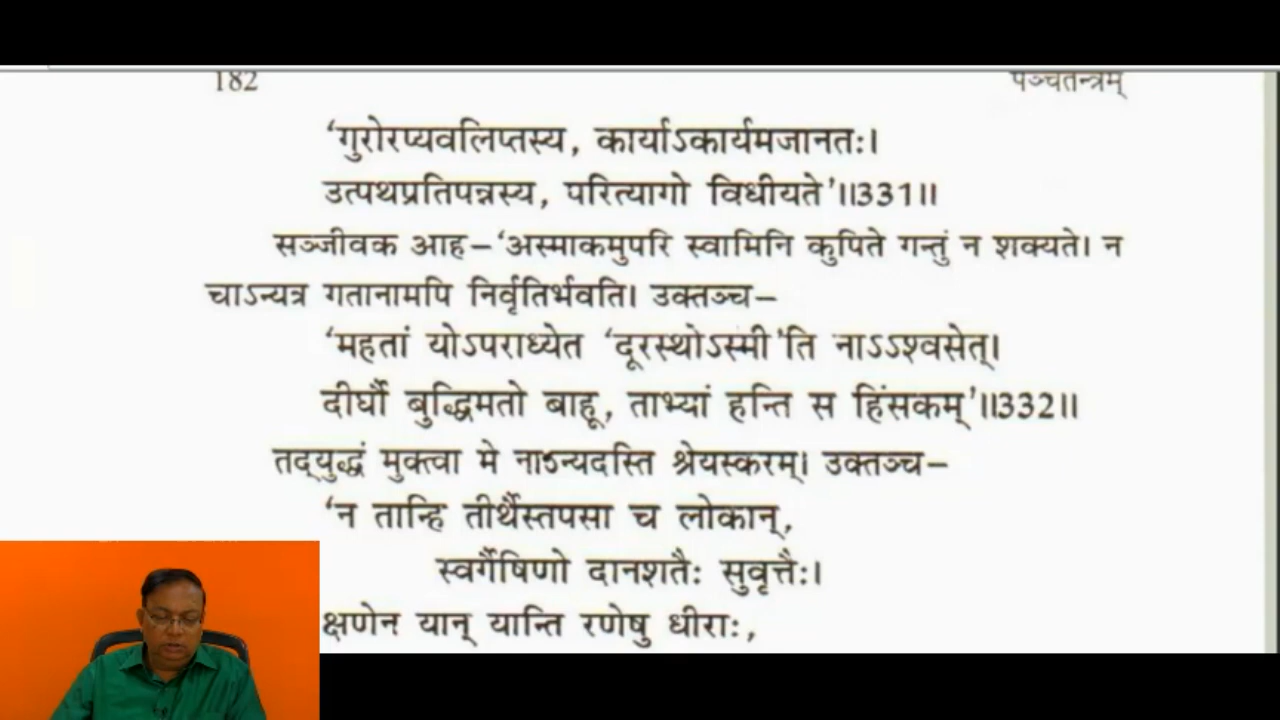 182 पञ्चतन्त्रम्
'गुरोरप्यवलिप्तस्य, कार्याऽकार्यमजानतः।
उत्पथप्रतिपन्नस्य, परित्यागो विधीयते'॥331॥
सञ्जीवक आह–'अस्माकमुपरि स्वामिनि कुपिते गन्तुं न शक्यते। न
चाऽन्यत्र गतानामपि निर्वृतिर्भवति। उक्तञ्च–
'महतां योऽपराध्येत 'दूरस्थोऽस्मी'ति नाऽऽश्वसेत्।
दीर्घौ बुद्धिमतो बाहू, ताभ्यां हन्ति स हिंसकम्'॥332॥
तद्युद्धं मुक्त्वा मे नाऽन्यदस्ति श्रेयस्करम्। उक्तञ्च–
'न तान्हि तीर्थैस्तपसा च लोकान्,
स्वर्गैषिणो दानशतैः सुवृत्तैः।
क्षणेन यान् यान्ति रणेषु धीराः,